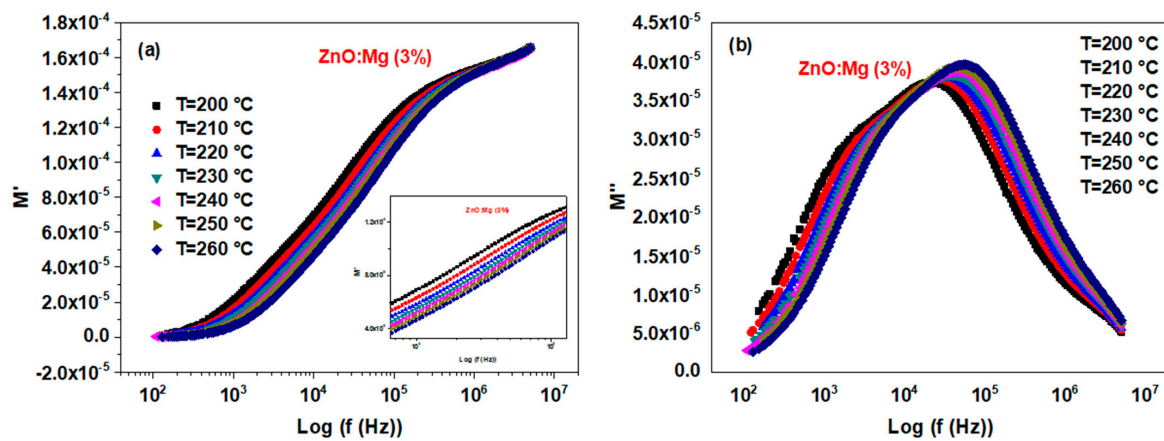 (a)
ZnO:Mg (3%)
T=200 °C
T=210 °C
T=220 °C
T=230 °C
T=240 °C
T=250 °C
T=260 °C
1.8x10⁻⁴
1.6x10⁻⁴
1.4x10⁻⁴
1.2x10⁻⁴
1.0x10⁻⁴
8.0x10⁻⁵
6.0x10⁻⁵
4.0x10⁻⁵
2.0x10⁻⁵
0.0
-2.0x10⁻⁵
M'
10² 10³ 10⁴ 10⁵ 10⁶ 10⁷
Log (f (Hz))
ZnO:Mg (3%)
M'
Log (f (Hz))
(b)
ZnO:Mg (3%)
T=200 °C
T=210 °C
T=220 °C
T=230 °C
T=240 °C
T=250 °C
T=260 °C
4.5x10⁻⁵
4.0x10⁻⁵
3.5x10⁻⁵
3.0x10⁻⁵
2.5x10⁻⁵
2.0x10⁻⁵
1.5x10⁻⁵
1.0x10⁻⁵
5.0x10⁻⁶
0.0
M"
10² 10³ 10⁴ 10⁵ 10⁶ 10⁷
Log (f (Hz))